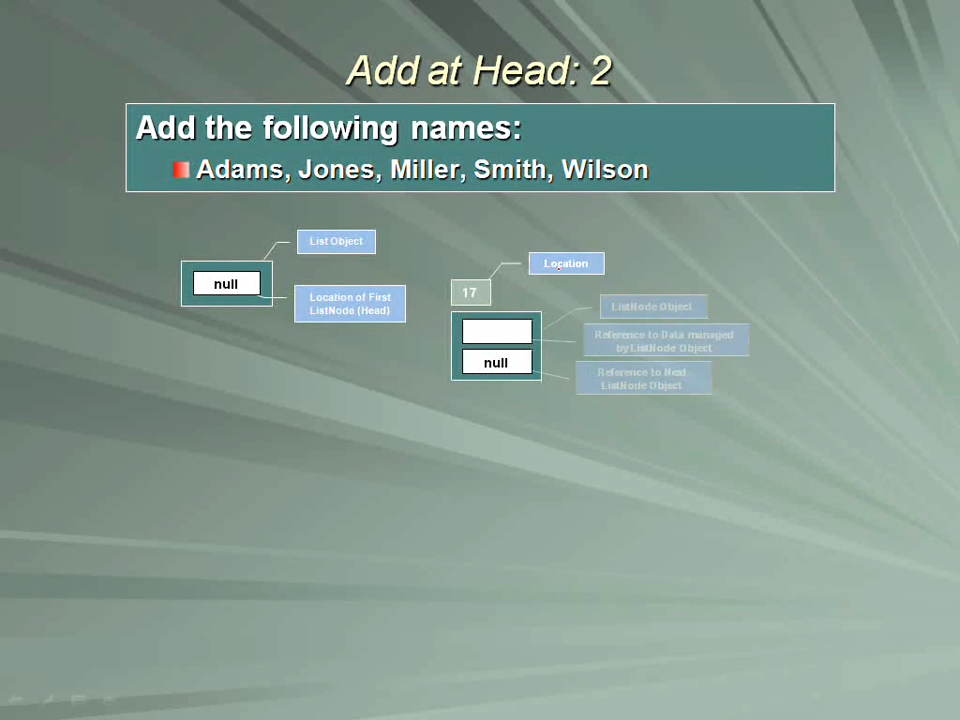 Add at Head: 2
Add the following names:
Adams, Jones, Miller, Smith, Wilson
List Object
null
Location of First
ListNode (Head)
Location
17
ListNode Object
Reference to Data managed
by ListNode Object
null
Reference to Next
ListNode Object